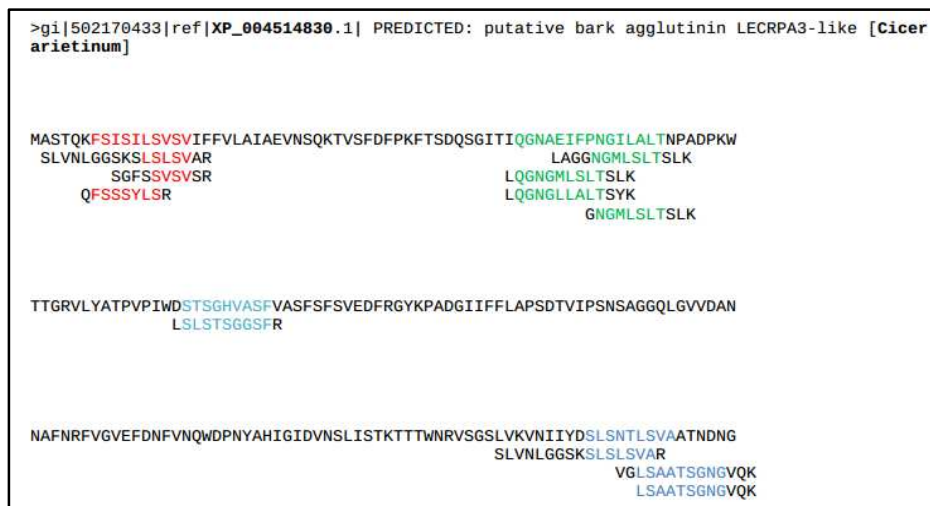 >gi|502170433|ref|XP_004514830.1| PREDICTED: putative bark agglutinin LECRPA3-like [Cicer
arietinum]
MASTQKFSISILSVSVIFFVLAIAEVNSQKTVSFDFPKFTSDQSGITIQGNAEIFPNGILALTNPADPKW
SLVNLGGSKSLSLSVAR LAGGNGMLSLTSLK
SGFSSVSVSR LQGNGMLSLTSLK
QFSSSYLSR LQGNGLLALTSYK
GNGMLSLTSLK
TTGRVLYATPVPIWDSTSGHVASFVASFSFSVEDFRGYKPADGIIFFLAPSDTVIPSNSAGGQLGVVDAN
LSLSTSGGSFR
NAFNRFVGVEFDNFVNQWDPNYAHIGIDVNSLISTKTTTWNRVSGSLVKVNIIYDSLSNTLSVAATNDNG
SLVNLGGSKSLSLSVAR
VGLSAATSGNGVQK
LSAATSGNGVQK